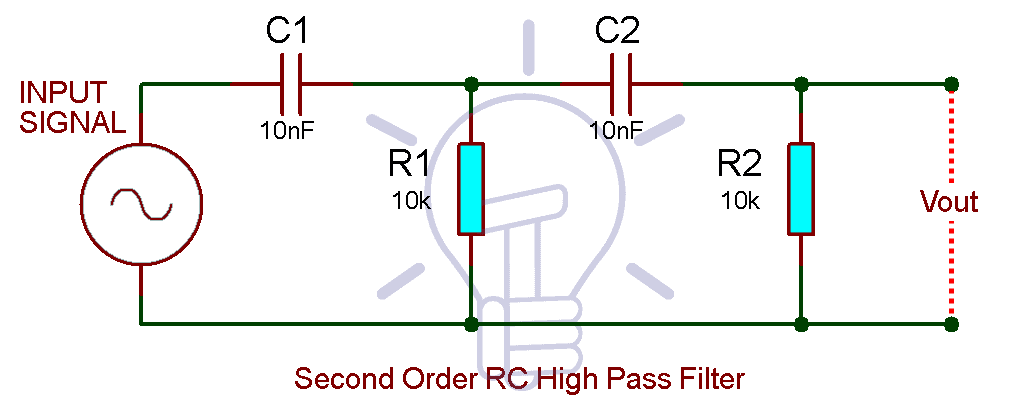 C1
C2
INPUT
SIGNAL
10nF
10nF
R1
10k
R2
10k
Vout
Second Order RC High Pass Filter